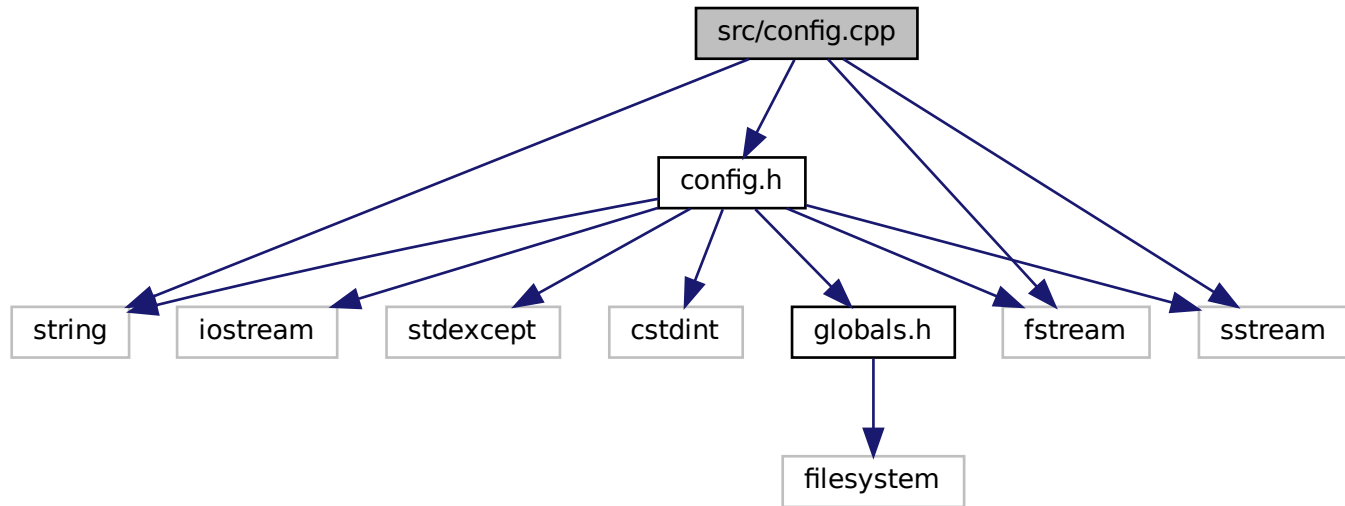 src/config.cpp
config.h
string
iostream
stdexcept
cstdint
globals.h
fstream
sstream
filesystem